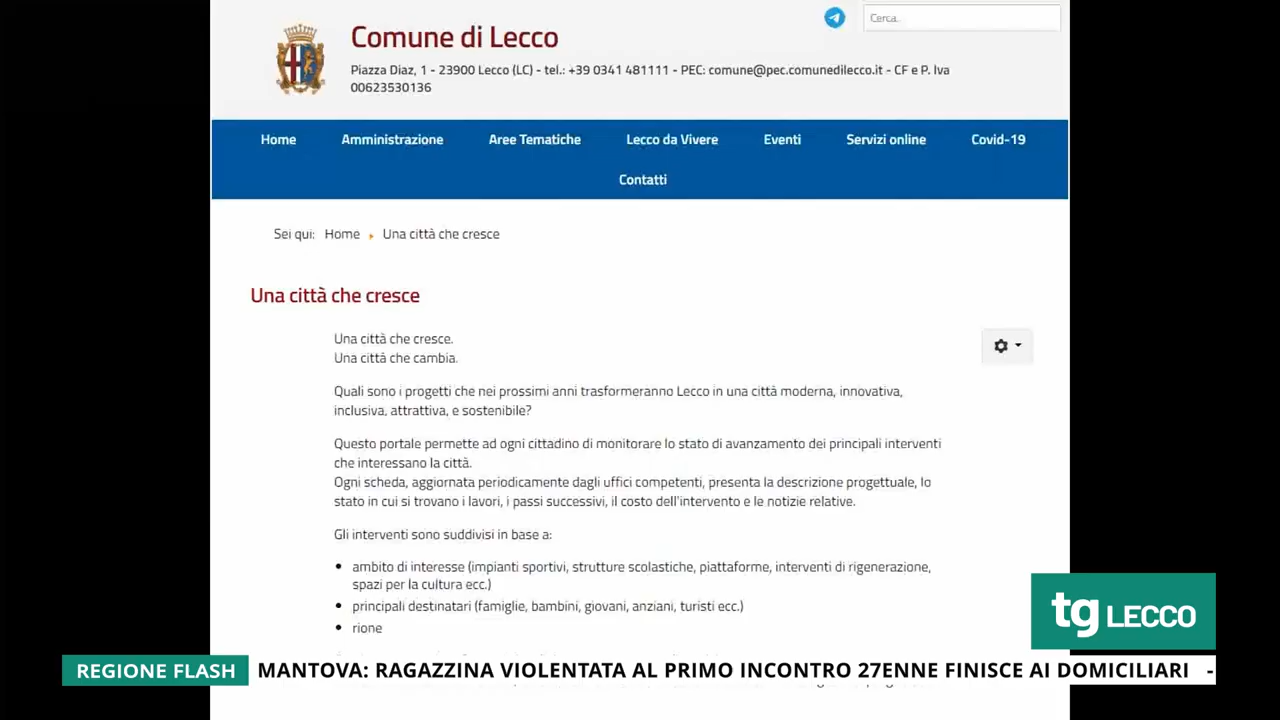 Comune di Lecco
Cerca.
Piazza Diaz, 1 - 23900 Lecco (LC) - tel.: +39 0341 481111 - PEC: comune@pec.comunedilecco.it - CF e P. Iva
00623530136
Home Amministrazione Aree Tematiche Lecco da Vivere Eventi Servizi online Covid-19
Contatti
Sei qui: Home Una città che cresce
Una città che cresce
Una città che cresce.
Una città che cambia.
Quali sono i progetti che nei prossimi anni trasformeranno Lecco in una città moderna, innovativa,
inclusiva, attrattiva, e sostenibile?
Questo portale permette ad ogni cittadino di monitorare lo stato di avanzamento dei principali interventi
che interessano la città.
Ogni scheda, aggiornata periodicamente dagli uffici competenti, presenta la descrizione progettuale, lo
stato in cui si trovano i lavori, i passi successivi, il costo dell'intervento e le notizie relative.
Gli interventi sono suddivisi in base a:
• ambito di interesse (impianti sportivi, strutture scolastiche, piattaforme, interventi di rigenerazione,
spazi per la cultura ecc.)
• principali destinatari (famiglie, bambini, giovani, anziani, turisti ecc.)
• rione
tg LECCO
REGIONE FLASH MANTOVA: RAGAZZINA VIOLENTATA AL PRIMO INCONTRO 27ENNE FINISCE AI DOMICILIARI -